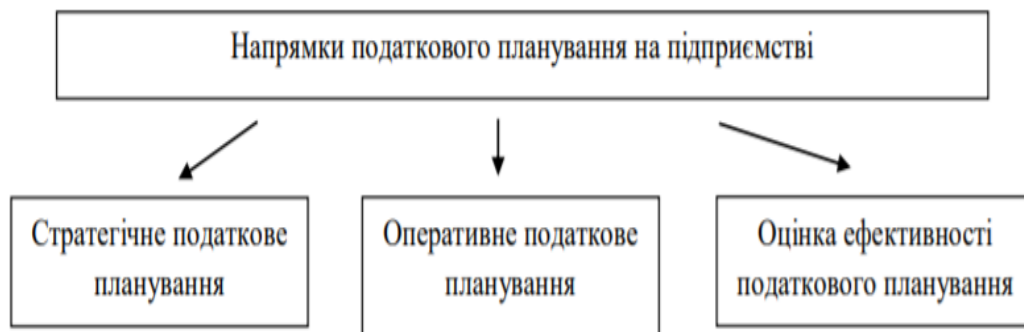 Напрямки податкового планування на підприємстві
Стратегічне податкове
планування
Оперативне податкове
планування
Оцінка ефективності
податкового планування